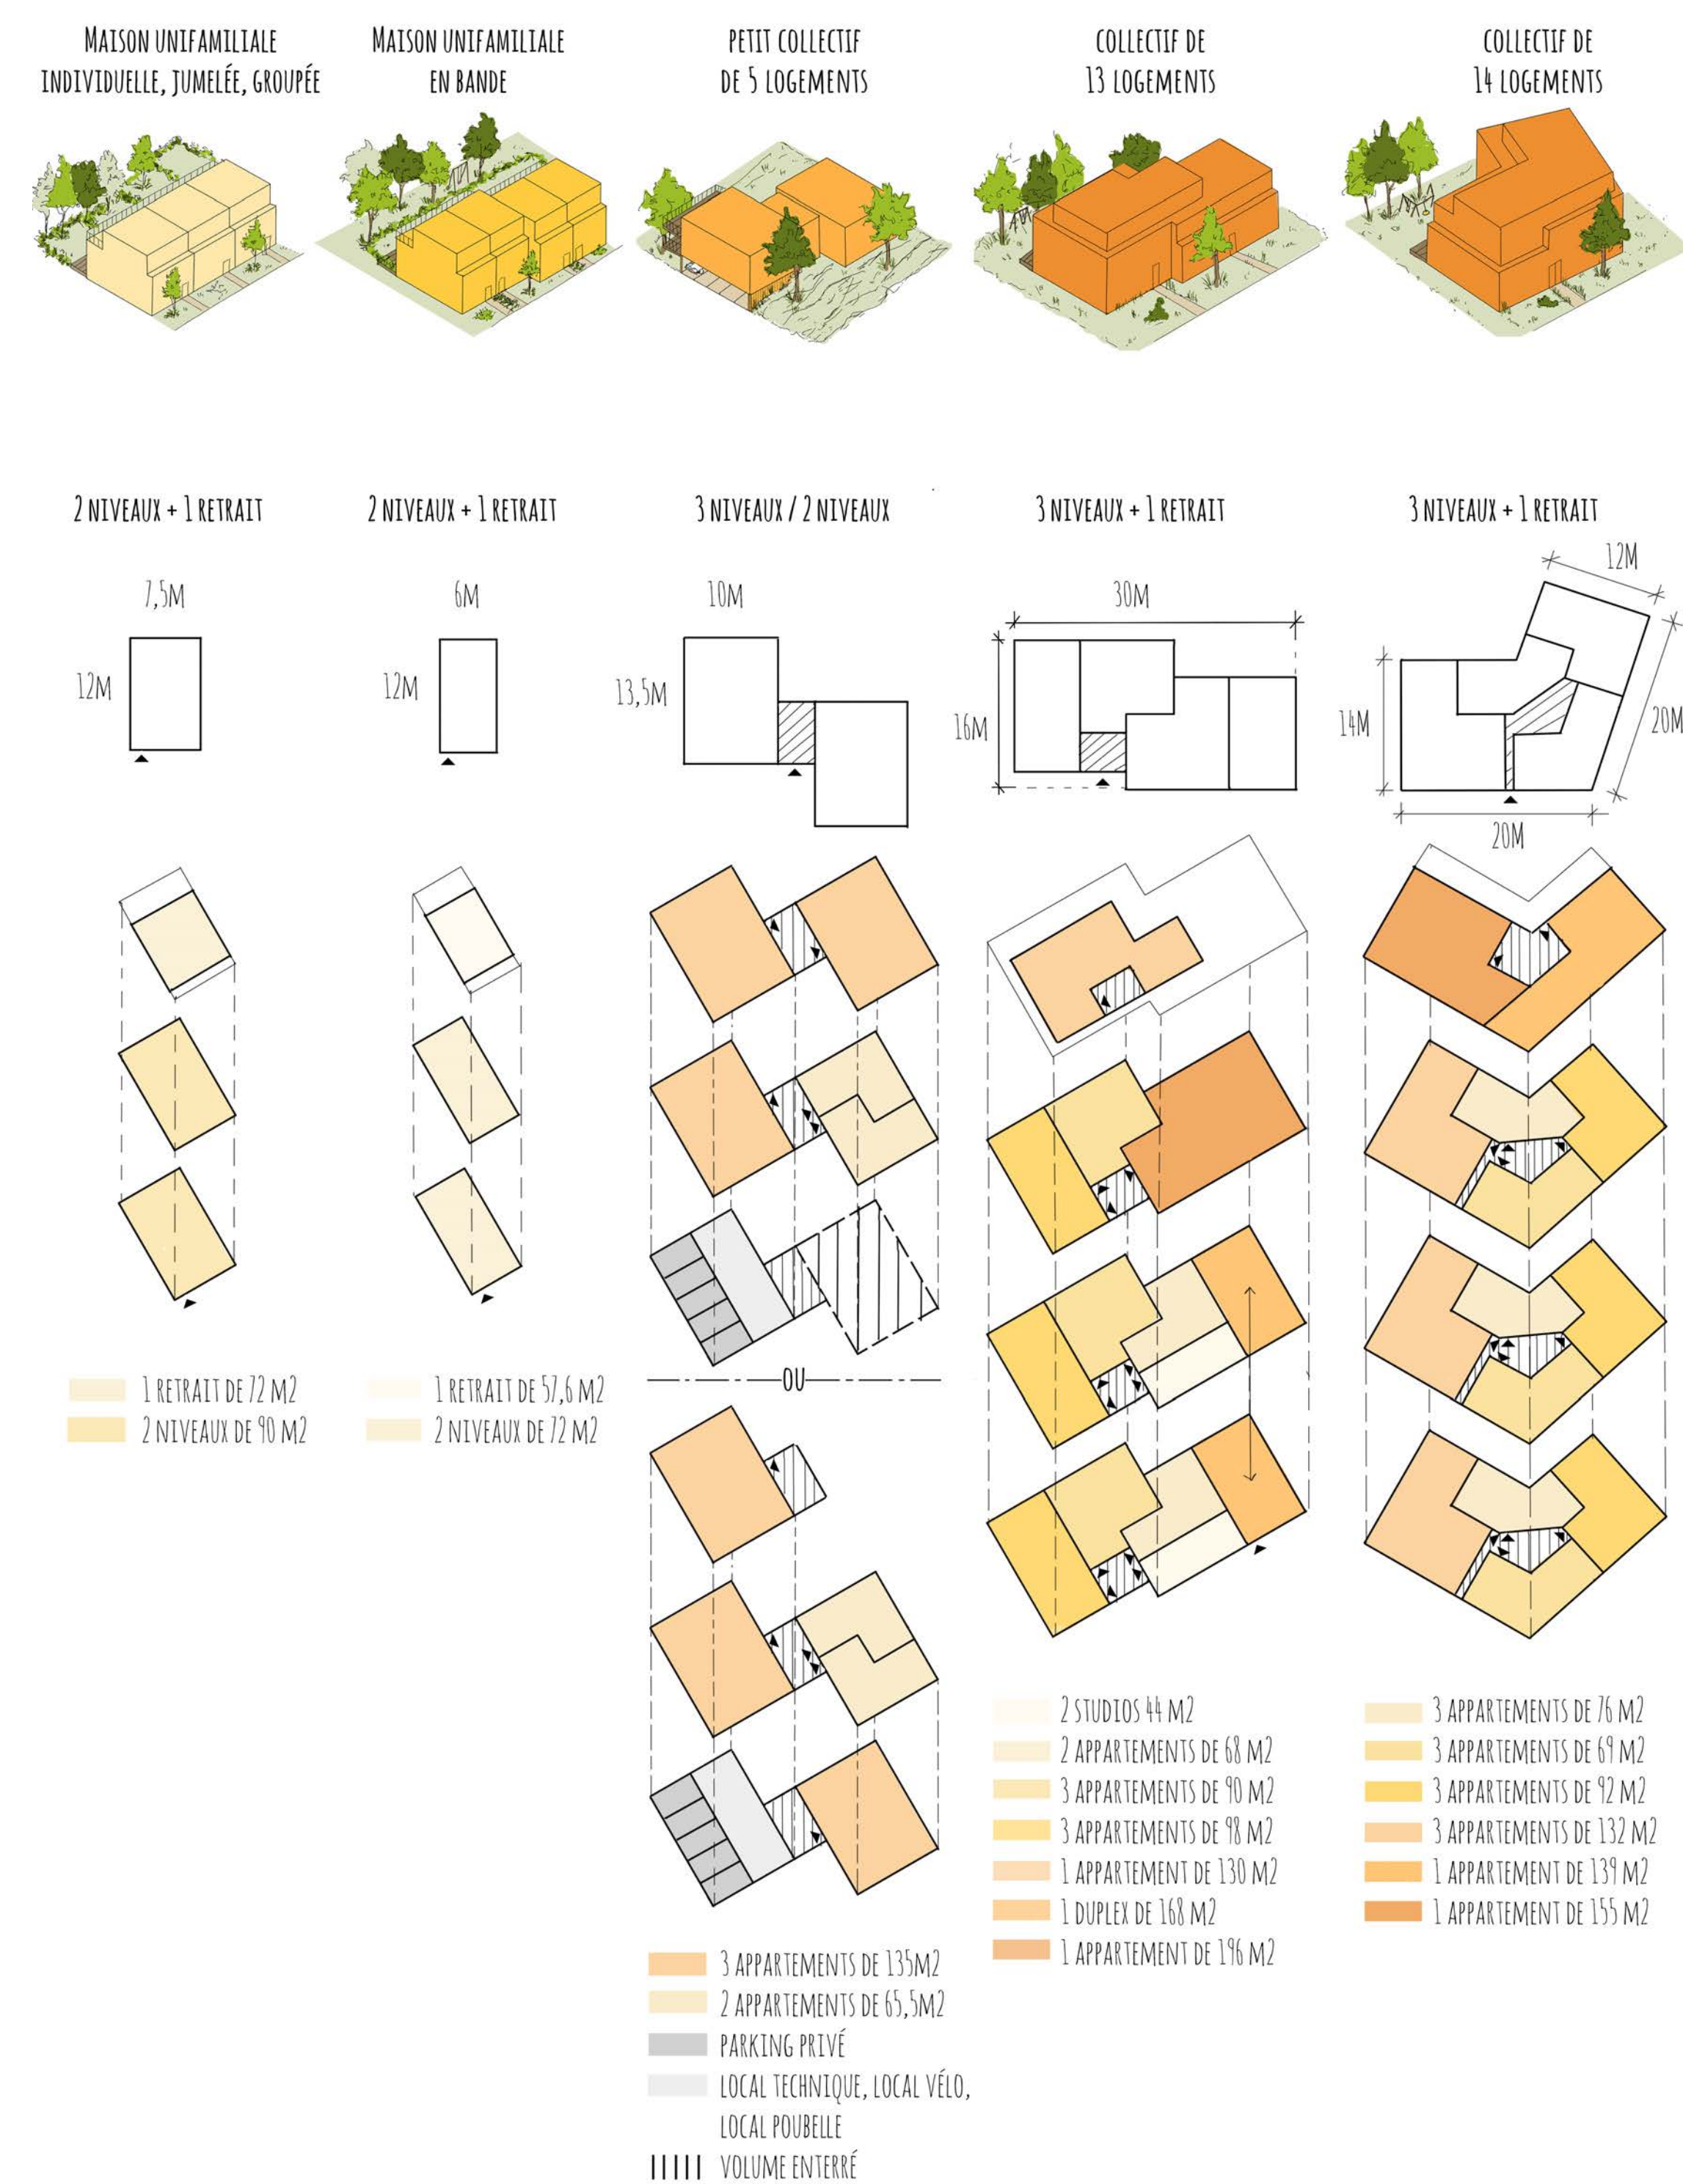 MAISON UNIFAMILIALE
INDIVIDUELLE, JUMELÉE, GROUPÉE
MAISON UNIFAMILIALE
EN BANDE
PETIT COLLECTIF
DE 5 LOGEMENTS
COLLECTIF DE
13 LOGEMENTS
COLLECTIF DE
14 LOGEMENTS
2 NIVEAUX + 1 RETRAIT
2 NIVEAUX + 1 RETRAIT
3 NIVEAUX / 2 NIVEAUX
3 NIVEAUX + 1 RETRAIT
3 NIVEAUX + 1 RETRAIT
7,5M
12M
6M
12M
10M
13,5M
30M
16M
12M
14M
20M
20M
1 RETRAIT DE 72 M2
2 NIVEAUX DE 90 M2
1 RETRAIT DE 57,6 M2
2 NIVEAUX DE 72 M2
OU
3 APPARTEMENTS DE 135M2
2 APPARTEMENTS DE 65,5M2
PARKING PRIVÉ
LOCAL TECHNIQUE, LOCAL VÉLO,
LOCAL POUBELLE
VOLUME ENTERRÉ
2 STUDIOS 44 M2
2 APPARTEMENTS DE 68 M2
3 APPARTEMENTS DE 90 M2
3 APPARTEMENTS DE 98 M2
1 APPARTEMENT DE 130 M2
1 DUPLEX DE 168 M2
1 APPARTEMENT DE 196 M2
3 APPARTEMENTS DE 76 M2
3 APPARTEMENTS DE 69 M2
3 APPARTEMENTS DE 92 M2
3 APPARTEMENTS DE 132 M2
1 APPARTEMENT DE 139 M2
1 APPARTEMENT DE 155 M2